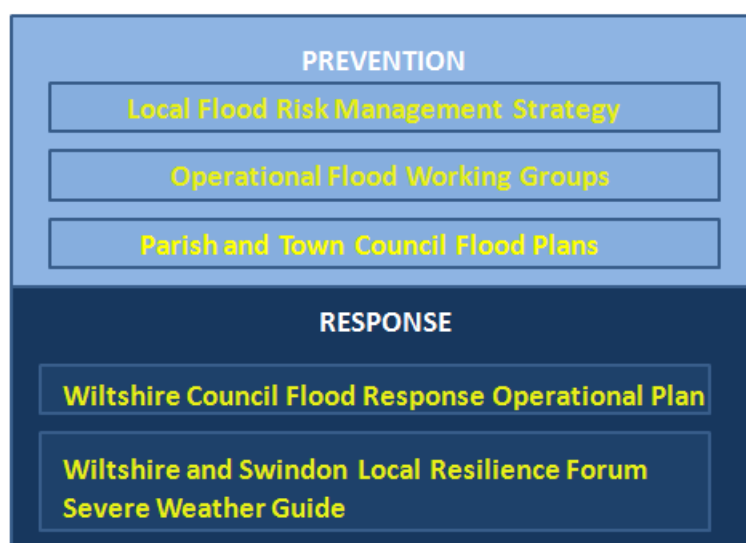 PREVENTION
Local Flood Risk Management Strategy
Operational Flood Working Groups
Parish and Town Council Flood Plans
RESPONSE
Wiltshire Council Flood Response Operational Plan
Wiltshire and Swindon Local Resilience Forum
Severe Weather Guide